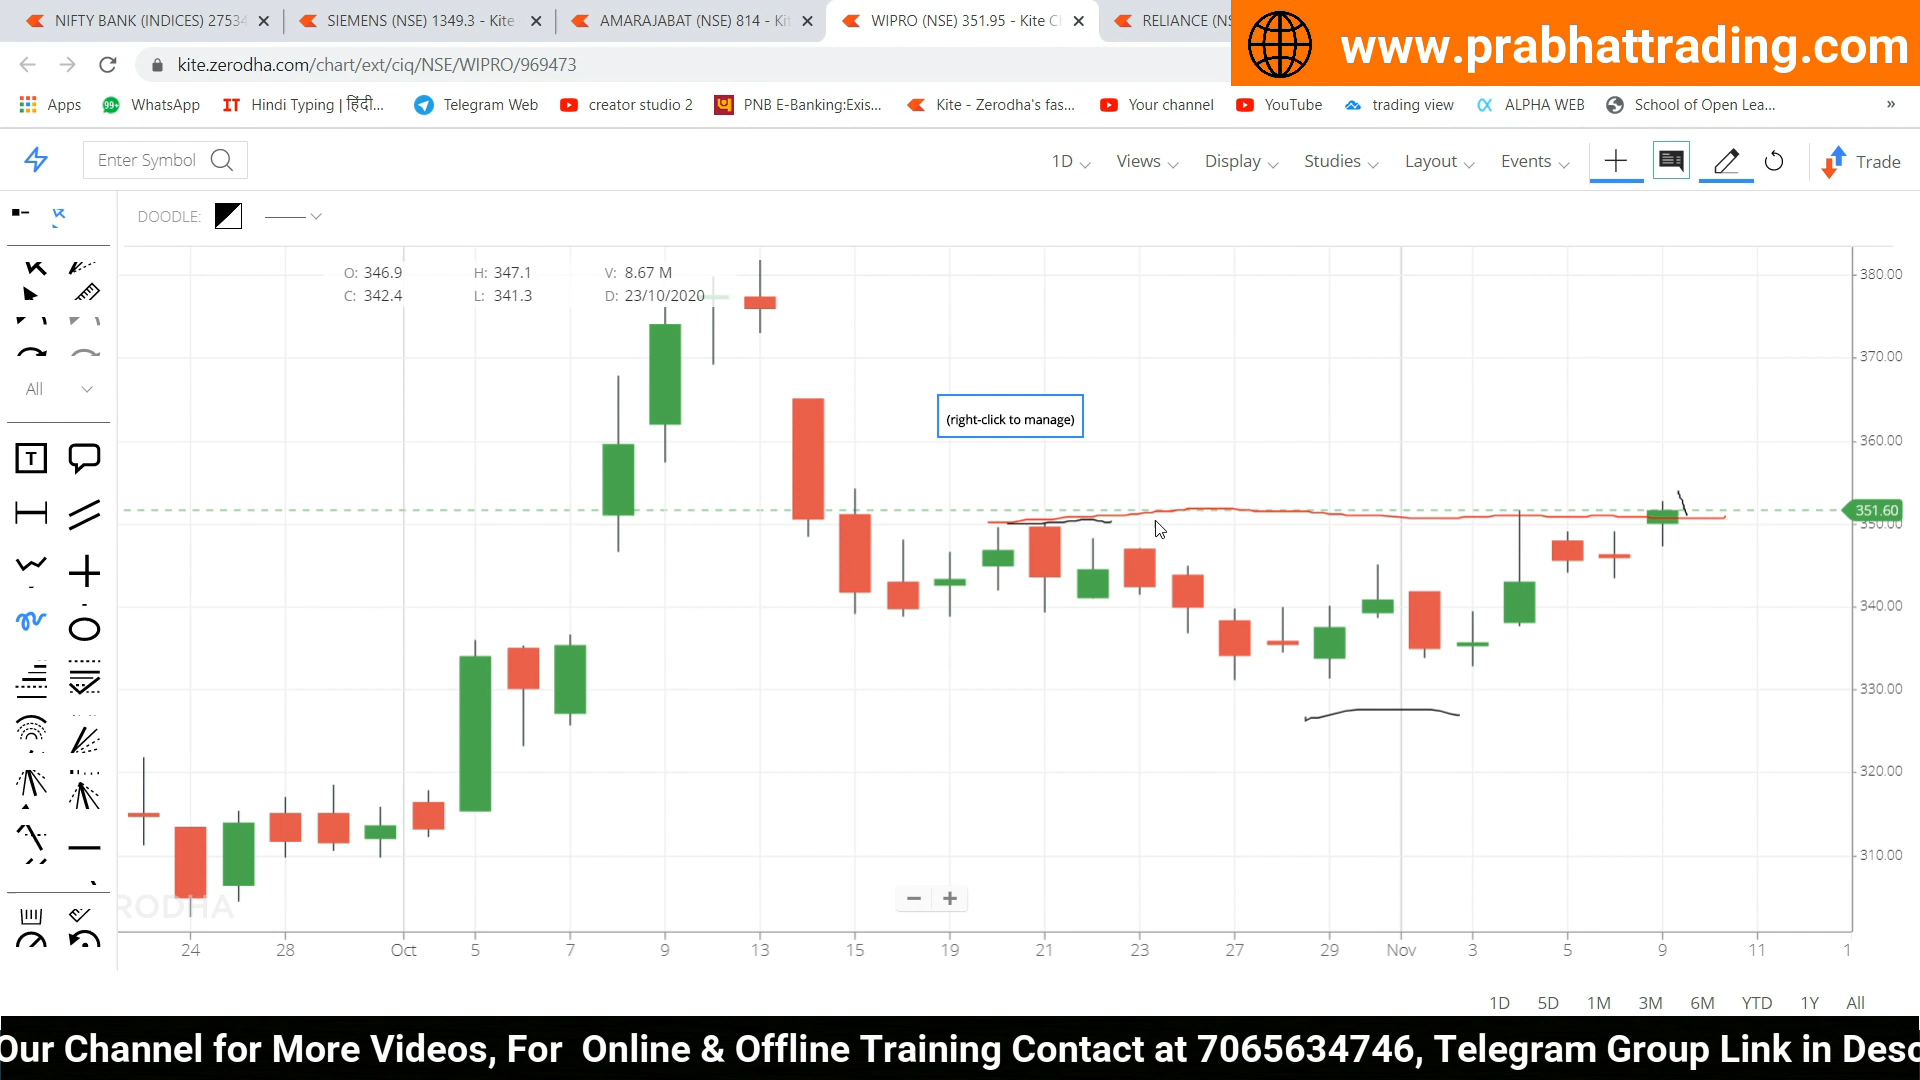 NIFTY BANK (INDICES) 27534
SIEMENS (NSE) 1349.3 - Kite
AMARAJABAT (NSE) 814 - Kit
WIPRO (NSE) 351.95 - Kite C
RELIANCE (NS
www.prabhattrading.com
kite.zerodha.com/chart/ext/ciq/NSE/WIPRO/969473
Apps
99+
WhatsApp
IT Hindi Typing | हिंदी...
Telegram Web
creator studio 2
PNB E-Banking:Exis...
Kite - Zerodha's fas...
Your channel
YouTube
trading view
ALPHA WEB
School of Open Lea...
»
Enter Symbol
1D
Views
Display
Studies
Layout
Events
Trade
DOODLE:
O: 346.9 H: 347.1 V: 8.67 M
C: 342.4 L: 341.3 D: 23/10/2020
All
T
(right-click to manage)
380.00
370.00
360.00
351.60
350.00
340.00
330.00
320.00
310.00
RODHA
24 28 Oct 5 7 9 13 15 19 21 23 27 29 Nov 3 5 9 11 1
1D 5D 1M 3M 6M YTD 1Y All
Our Channel for More Videos, For Online & Offline Training Contact at 7065634746, Telegram Group Link in Desc